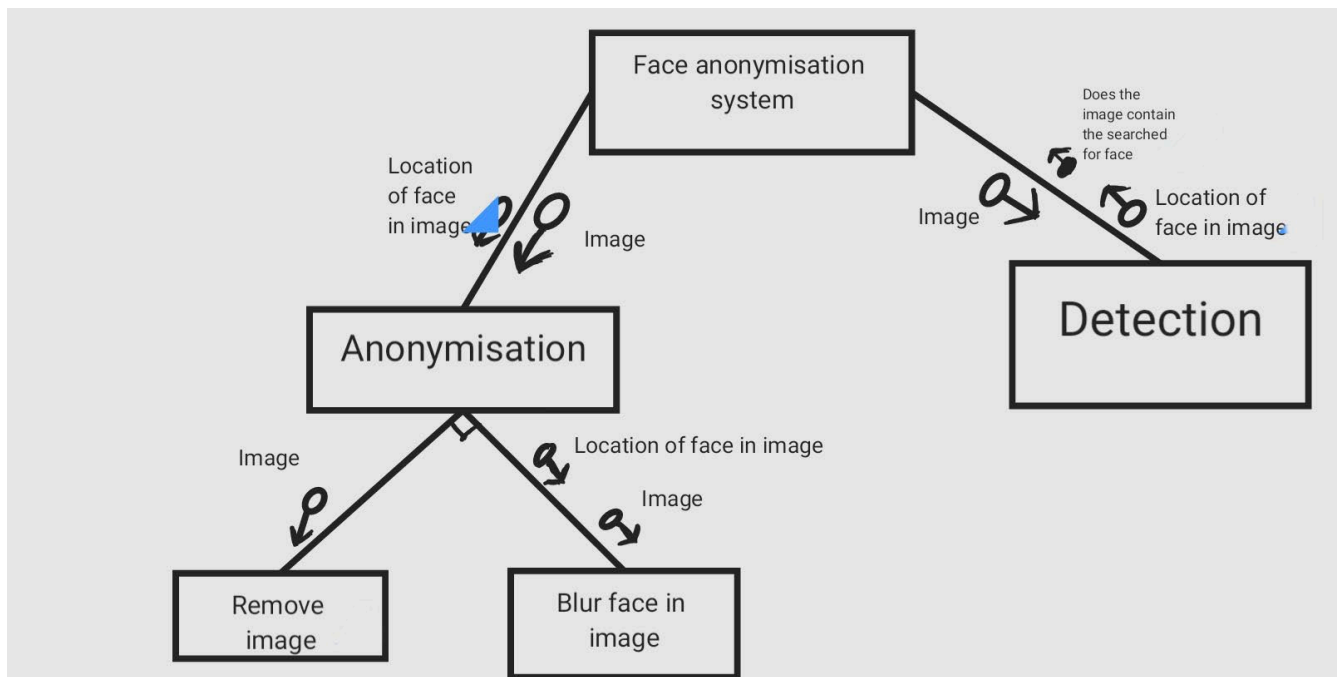 Face anonymisation
system
Does the
image contain
the searched
for face
Location
of face
in image
Image
Image
Location of
face in image
Anonymisation
Detection
Image
Location of face in image
Image
Remove
image
Blur face in
image